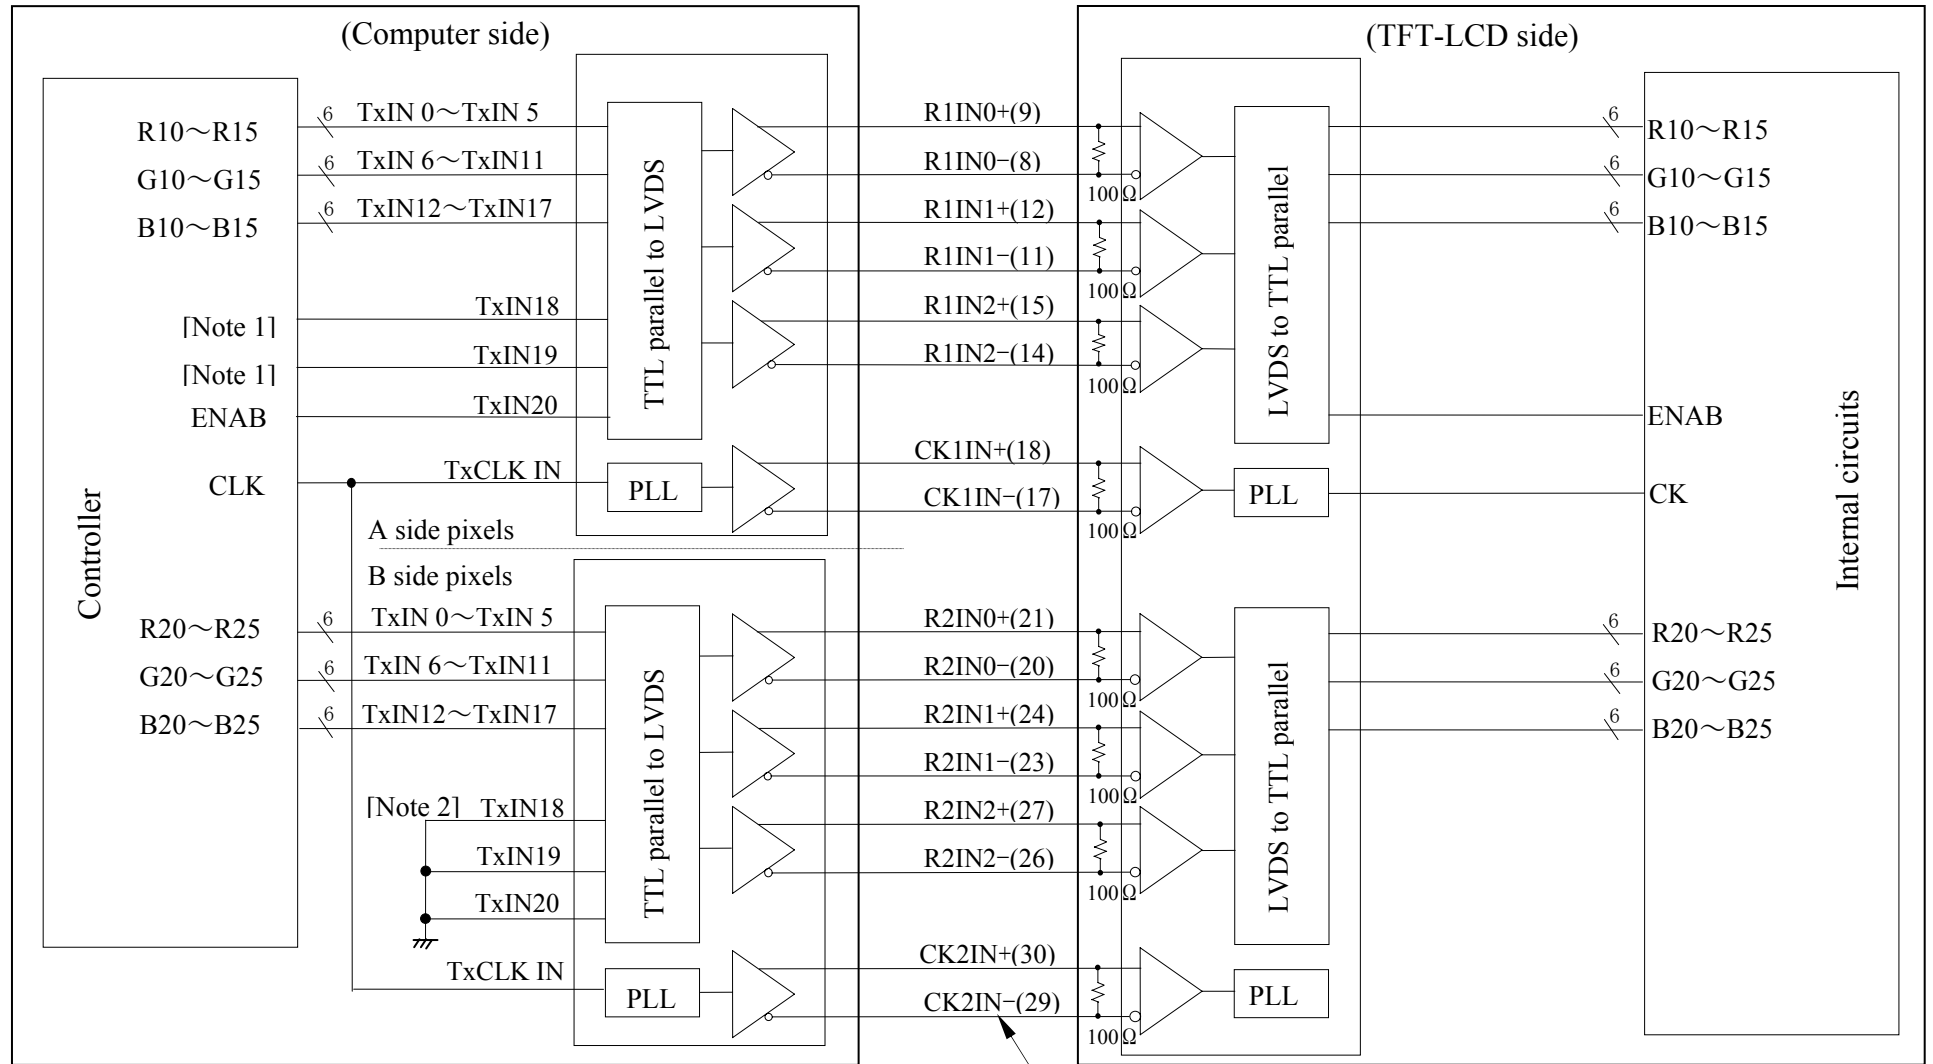 (Computer side)
(TFT-LCD side)
Controller
R10～R15
G10～G15
B10～B15
[Note 1]
[Note 1]
ENAB
CLK
6 TxIN 0～TxIN 5
6 TxIN 6～TxIN11
6 TxIN12～TxIN17
TxIN18
TxIN19
TxIN20
TxCLK IN
TTL parallel to LVDS
PLL
A side pixels
B side pixels
R20～R25
G20～G25
B20～B25
6 TxIN 0～TxIN 5
6 TxIN 6～TxIN11
6 TxIN12～TxIN17
[Note 2] TxIN18
TxIN19
TxIN20
TxCLK IN
TTL parallel to LVDS
PLL
R1IN0+(9)
R1IN0−(8)
R1IN1+(12)
R1IN1−(11)
R1IN2+(15)
R1IN2−(14)
CK1IN+(18)
CK1IN−(17)
R2IN0+(21)
R2IN0−(20)
R2IN1+(24)
R2IN1−(23)
R2IN2+(27)
R2IN2−(26)
CK2IN+(30)
CK2IN−(29)
100Ω
100Ω
100Ω
100Ω
100Ω
100Ω
100Ω
100Ω
LVDS to TTL parallel
PLL
LVDS to TTL parallel
PLL
6 R10～R15
6 G10～G15
6 B10～B15
ENAB
CK
6 R20～R25
6 G20～G25
6 B20～B25
Internal circuits